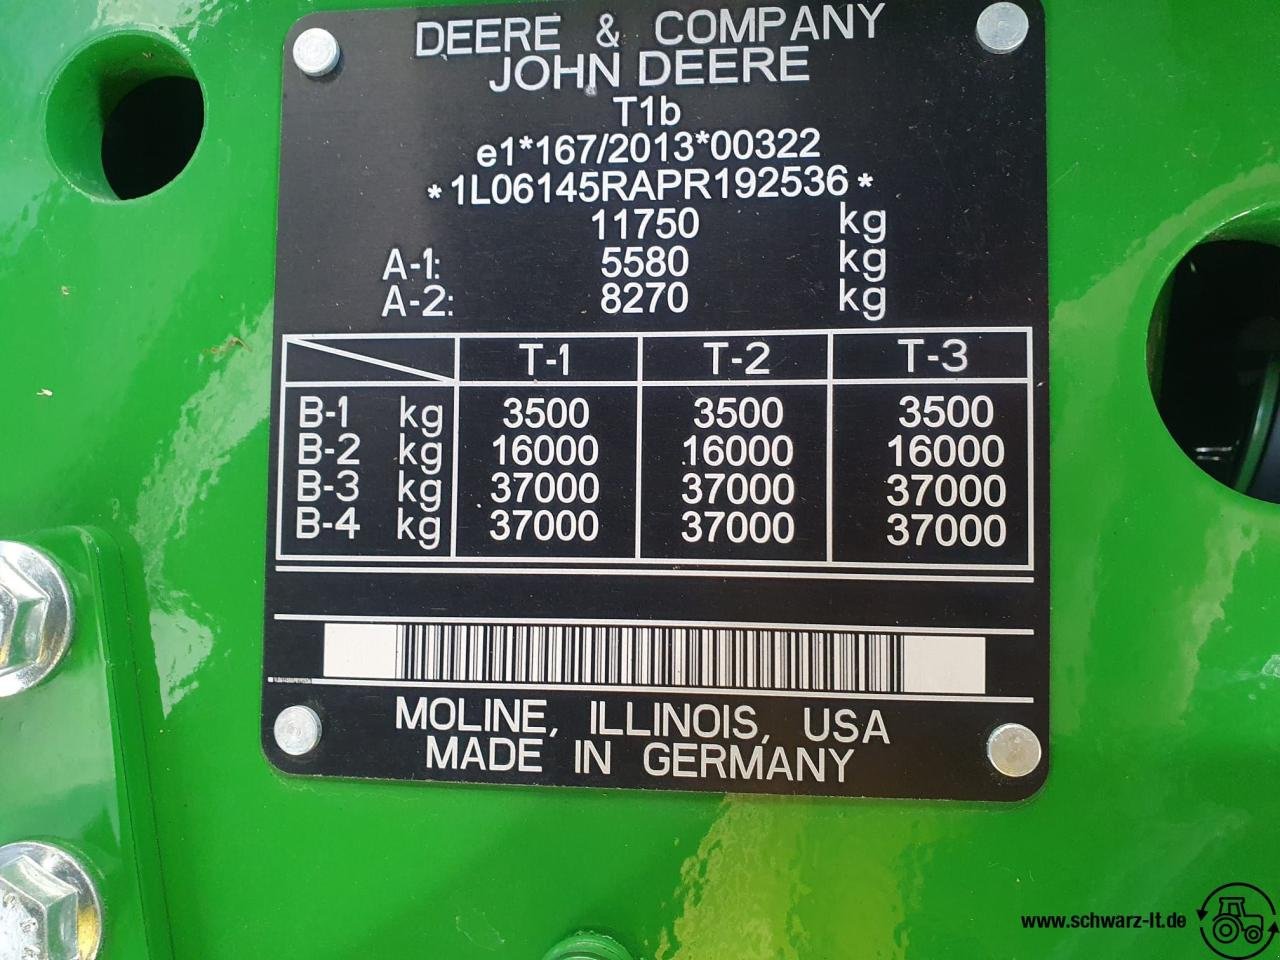 DEERE & COMPANY
JOHN DEERE
T1b
e1*167/2013*00322
*1L06145RAPR192536*
11750 kg
A-1: 5580 kg
A-2: 8270 kg
T-1 T-2 T-3
B-1 kg 3500 3500 3500
B-2 kg 16000 16000 16000
B-3 kg 37000 37000 37000
B-4 kg 37000 37000 37000
MOLINE, ILLINOIS, USA
MADE IN GERMANY
www.schwarz-lt.de